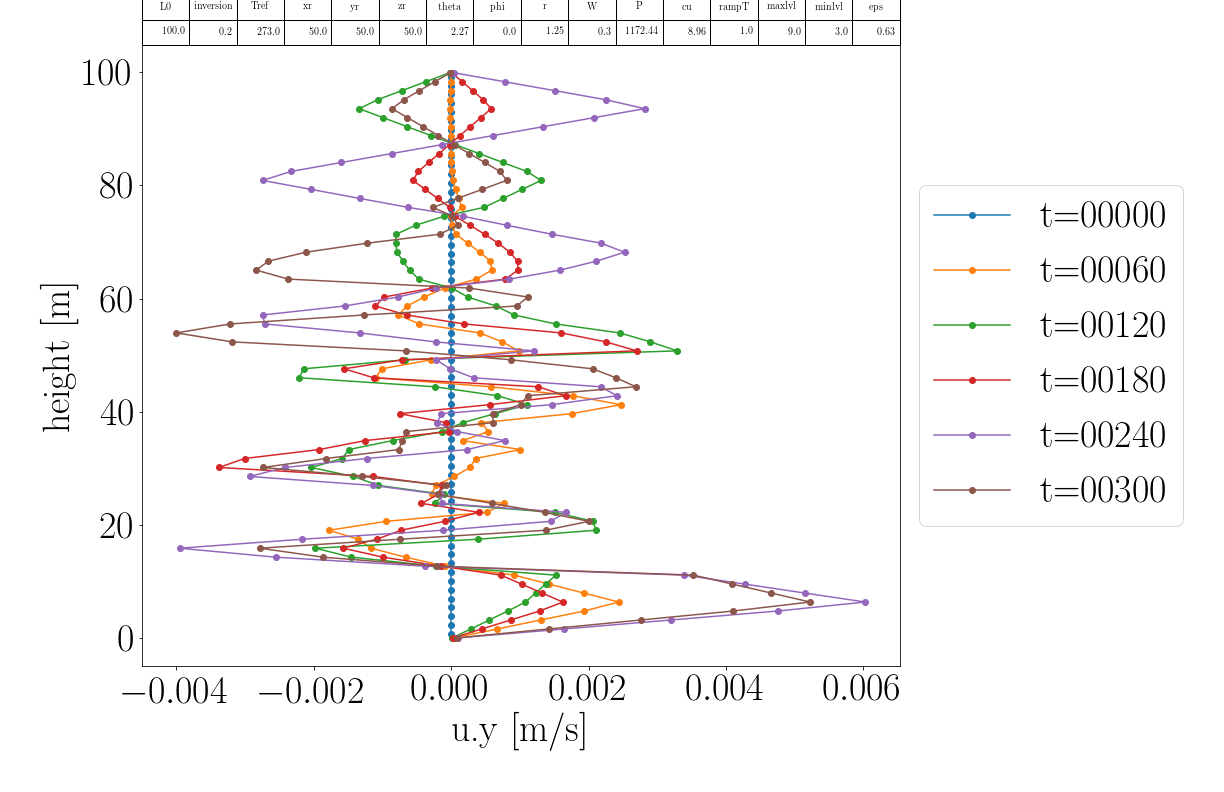 L0 inversion Tref xr yr zr theta phi r W P cu rampT maxlvl minlvl eps
100.0 0.2 273.0 50.0 50.0 50.0 2.27 0.0 1.25 0.3 1172.44 8.96 1.0 9.0 3.0 0.63
100
80
60
40
20
0
height [m]
−0.004 −0.002 0.000 0.002 0.004 0.006
u.y [m/s]
t=00000
t=00060
t=00120
t=00180
t=00240
t=00300